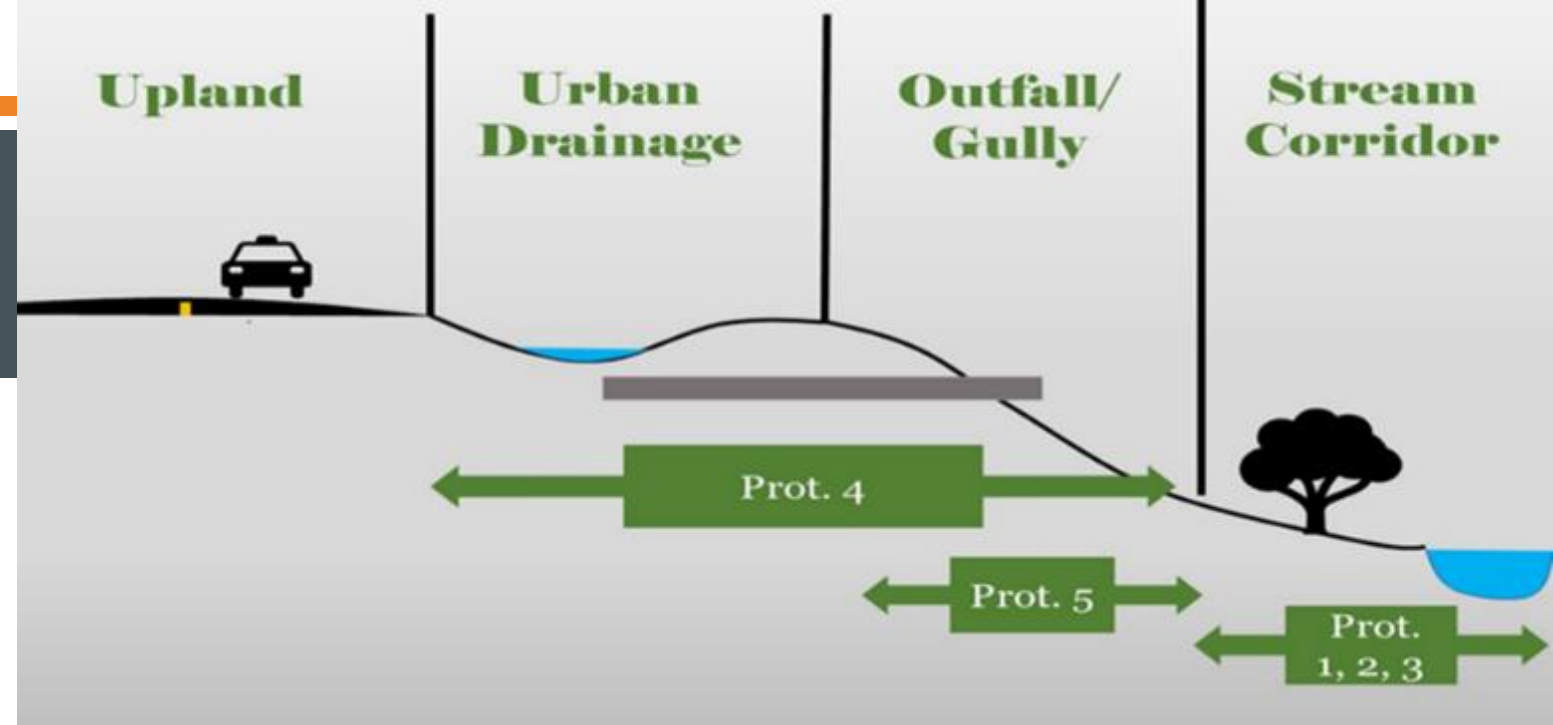 Upland
Urban
Drainage
Outfall/
Gully
Stream
Corridor
Prot. 4
Prot. 5
Prot.
1, 2, 3